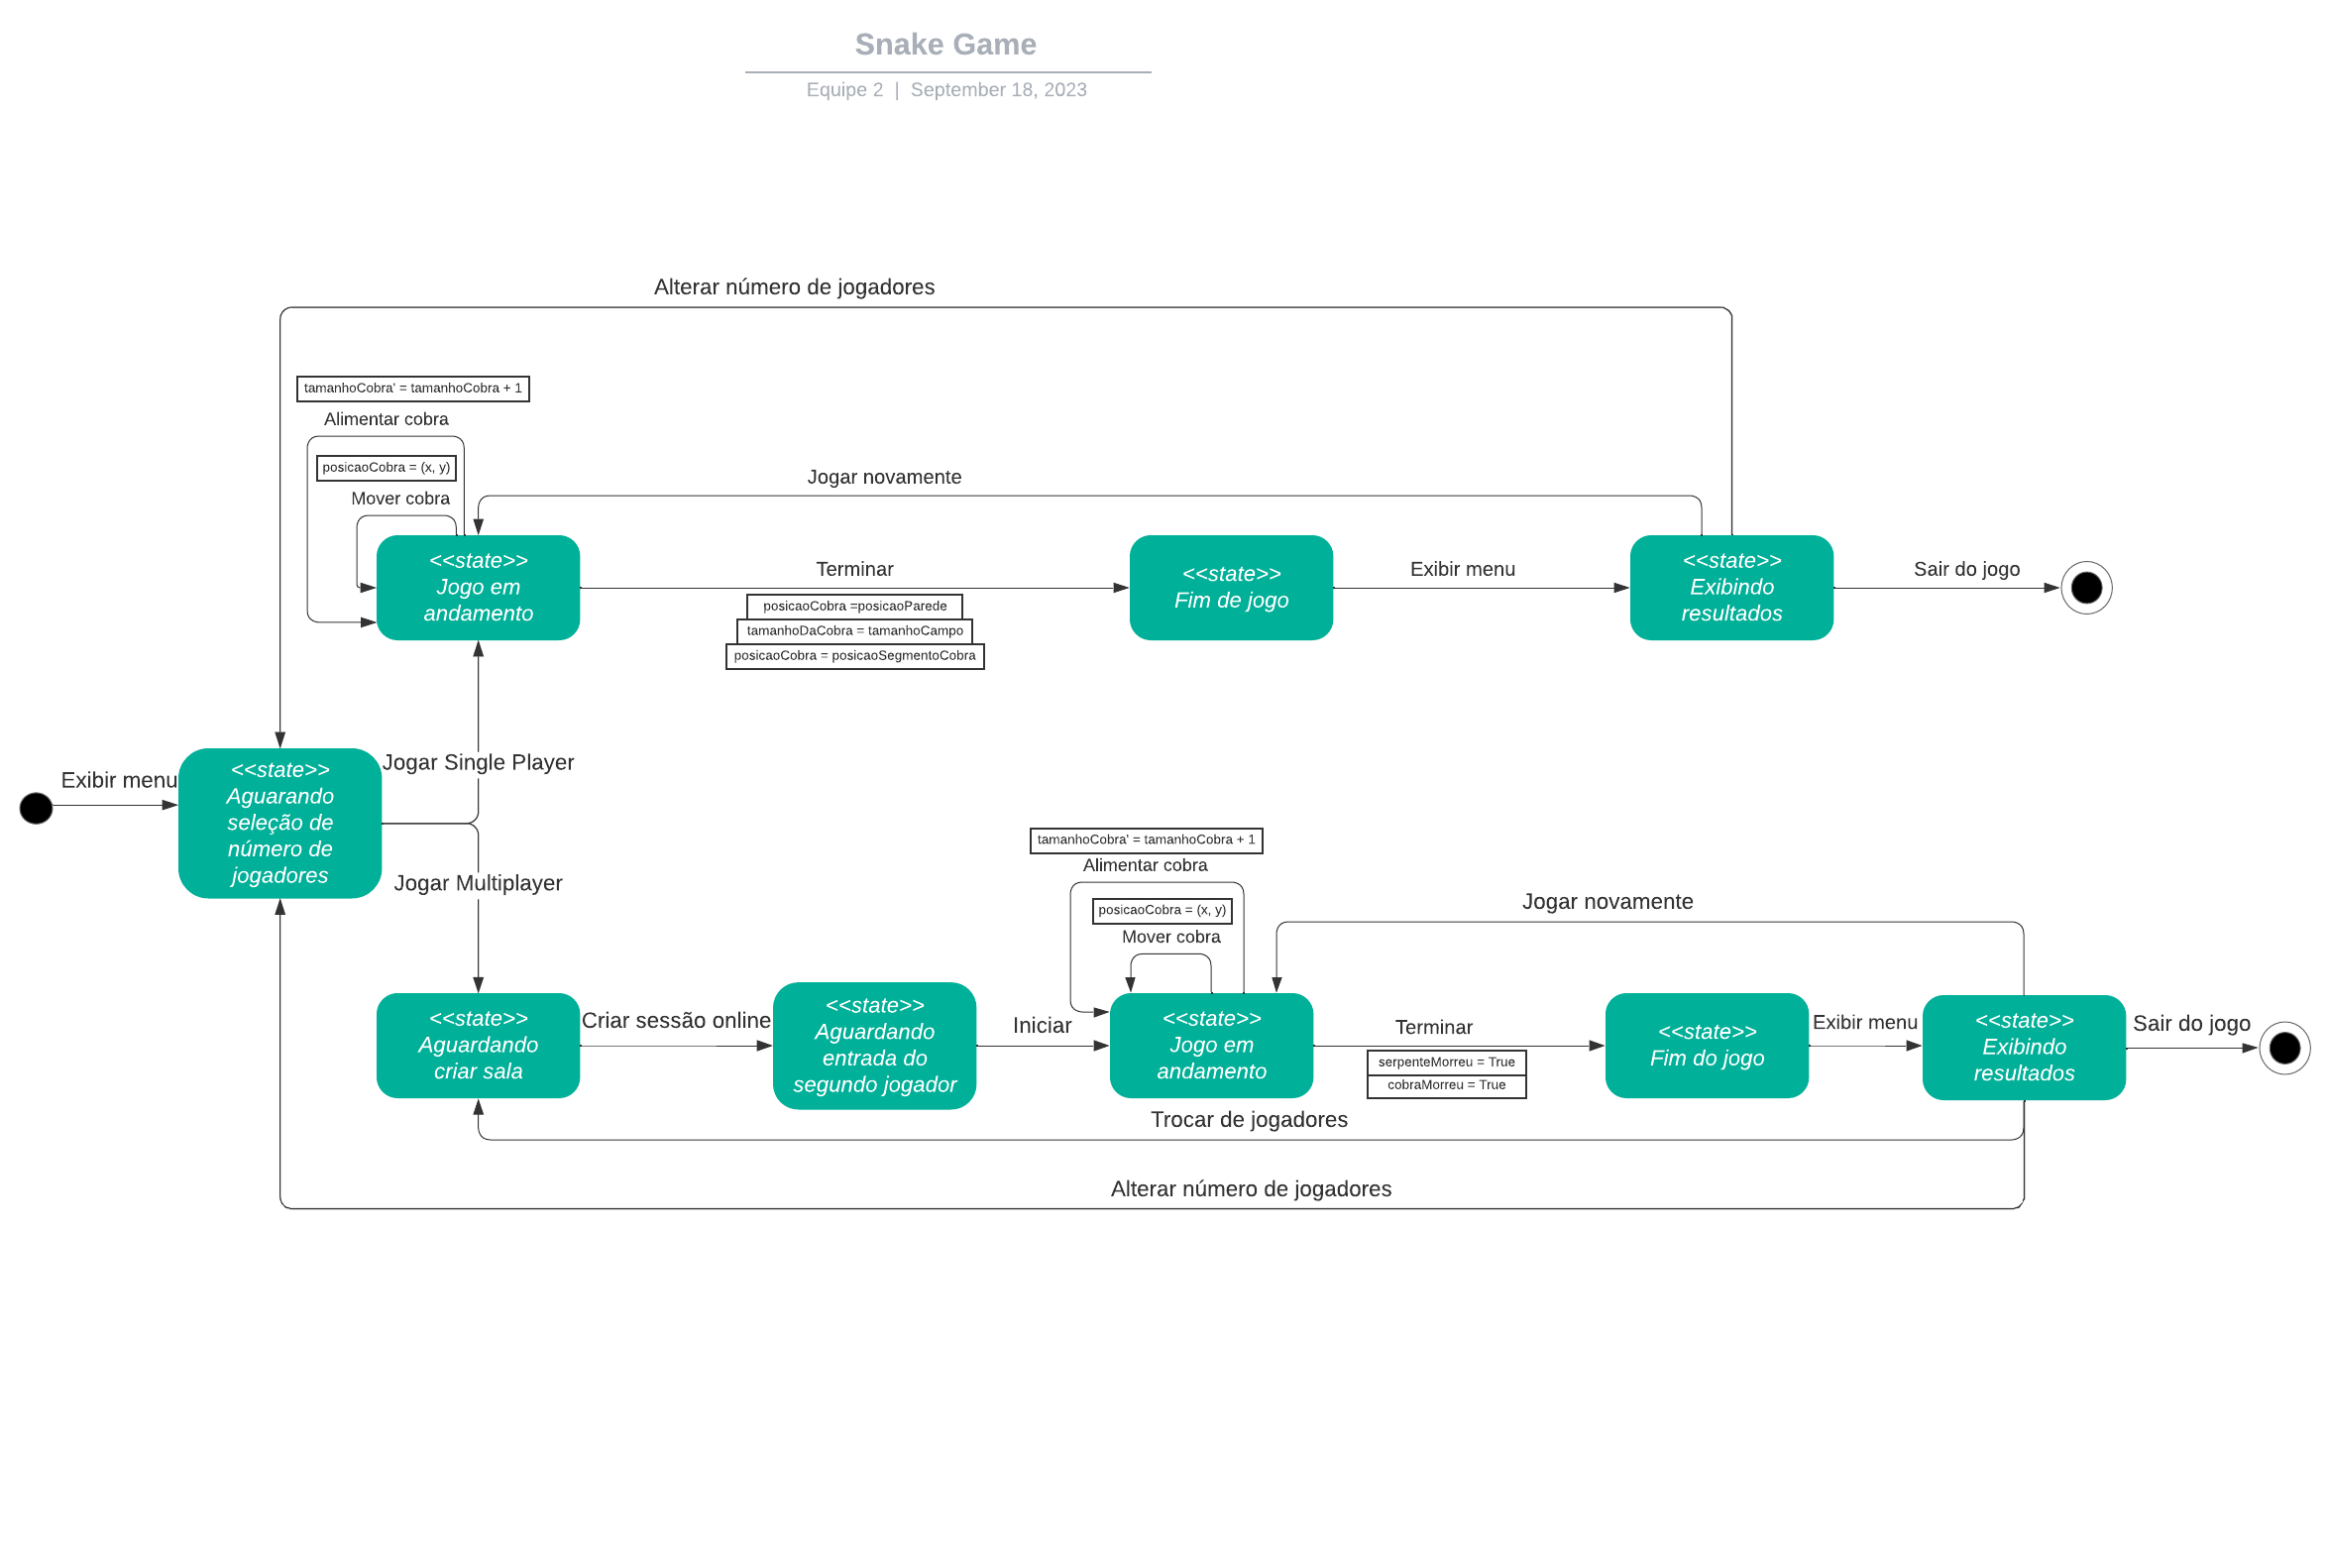 Snake Game
Equipe 2 | September 18, 2023
Alterar número de jogadores
tamanhoCobra' = tamanhoCobra + 1
Alimentar cobra
posicaoCobra = (x, y)
Mover cobra
Jogar novamente
<<state>>
Jogo em
andamento
Terminar
posicaoCobra =posicaoParede
tamanhoDaCobra = tamanhoCampo
posicaoCobra = posicaoSegmentoCobra
<<state>>
Fim de jogo
Exibir menu
<<state>>
Exibindo
resultados
Sair do jogo
Exibir menu
<<state>>
Aguarando
seleção de
número de
jogadores
Jogar Single Player
Jogar Multiplayer
tamanhoCobra' = tamanhoCobra + 1
Alimentar cobra
posicaoCobra = (x, y)
Mover cobra
Jogar novamente
<<state>>
Aguardando
criar sala
Criar sessão online
<<state>>
Aguardando
entrada do
segundo jogador
Iniciar
<<state>>
Jogo em
andamento
Terminar
serpenteMorreu = True
cobraMorreu = True
<<state>>
Fim do jogo
Exibir menu
<<state>>
Exibindo
resultados
Sair do jogo
Trocar de jogadores
Alterar número de jogadores